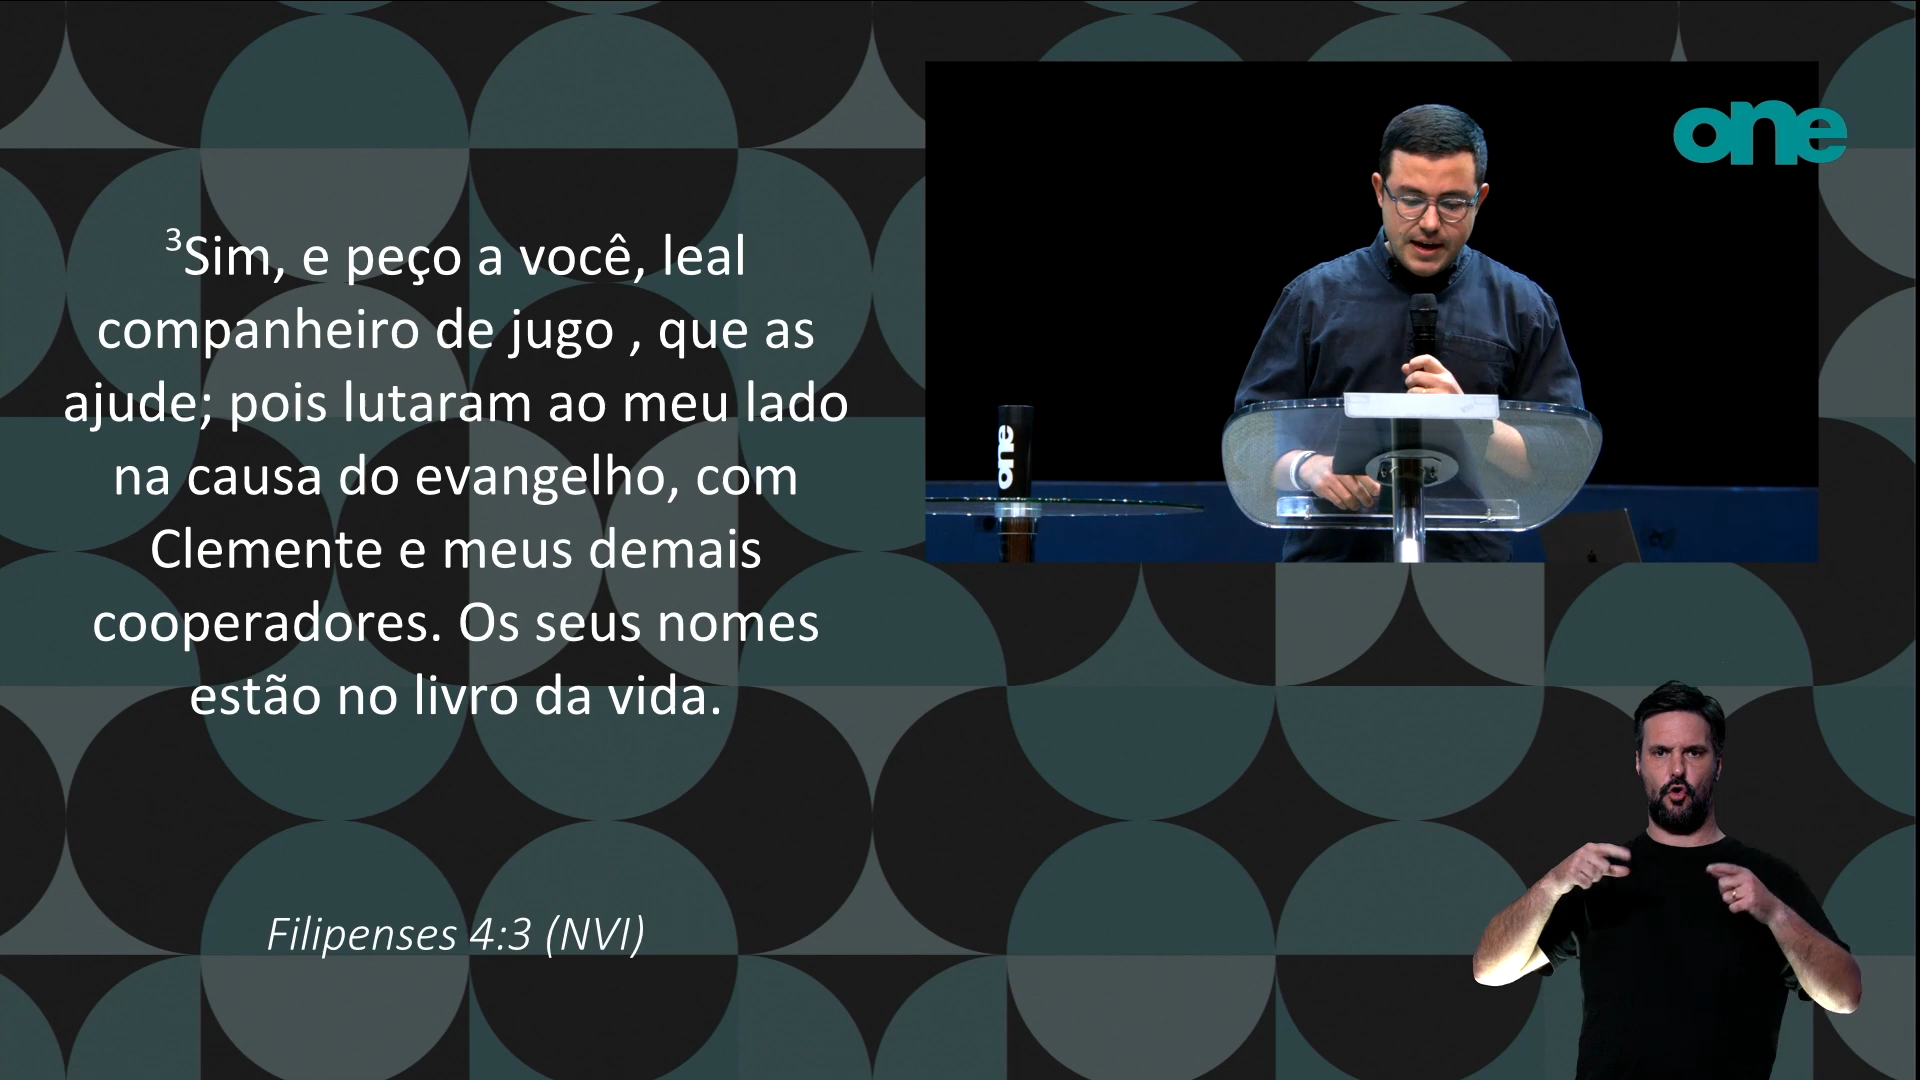 ³Sim, e peço a você, leal
companheiro de jugo , que as
ajude; pois lutaram ao meu lado
na causa do evangelho, com
Clemente e meus demais
cooperadores. Os seus nomes
estão no livro da vida.
Filipenses 4:3 (NVI)
one
one